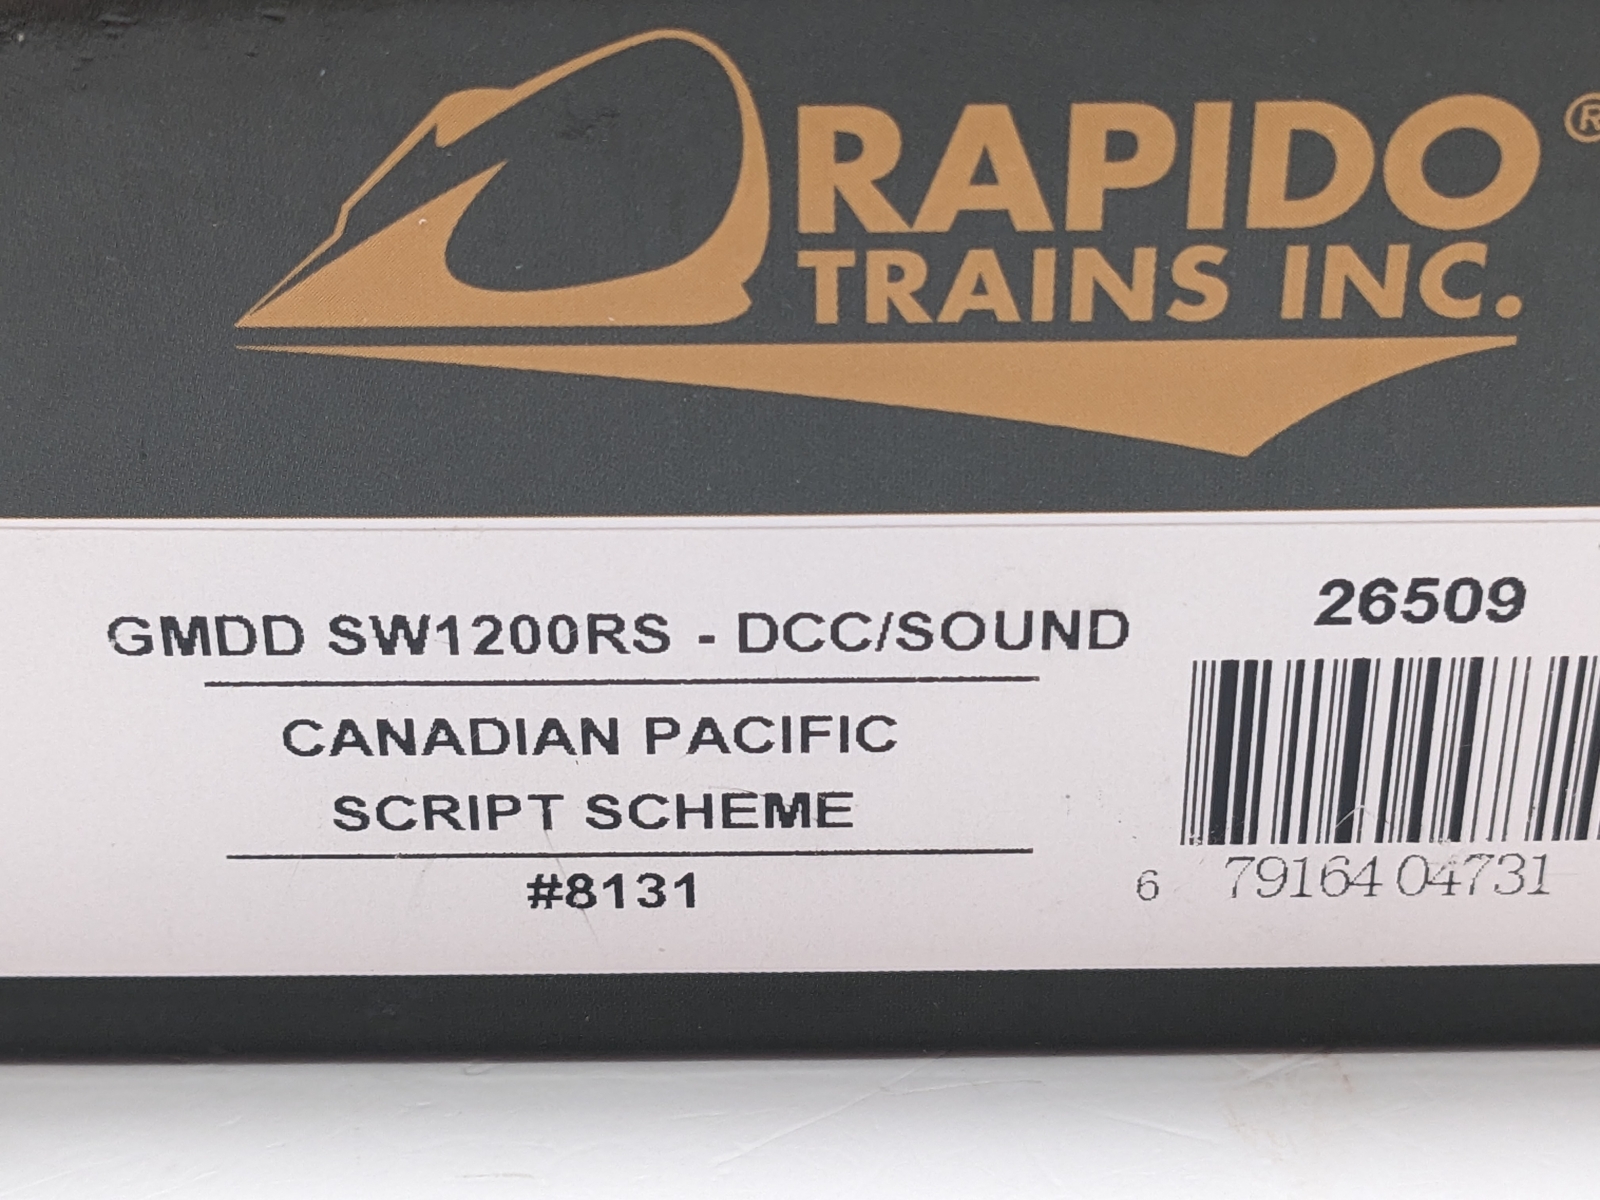 RAPIDO ®
TRAINS INC.
GMDD SW1200RS - DCC/SOUND
26509
CANADIAN PACIFIC
SCRIPT SCHEME
#8131
6 79164 04731